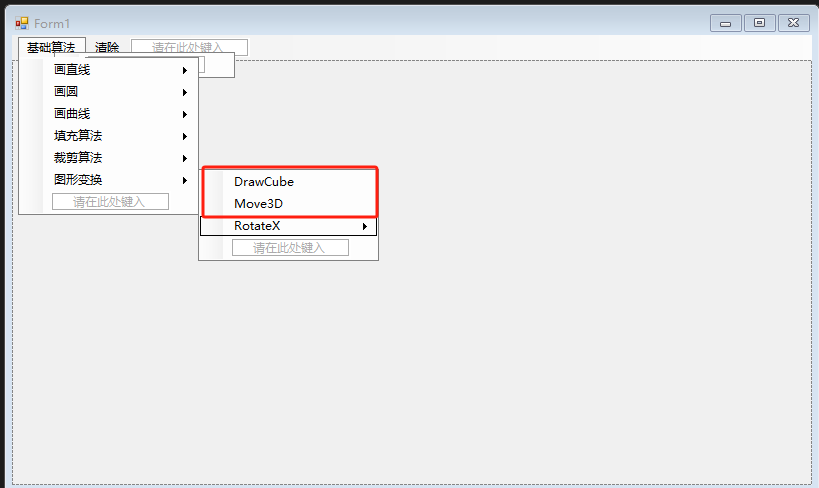 Form1
基础算法 清除 请在此处键入
画直线
画圆
画曲线
填充算法
裁剪算法
图形变换
请在此处键入
DrawCube
Move3D
RotateX
请在此处键入